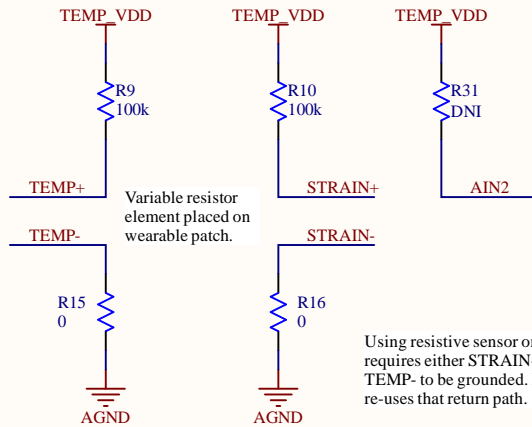 TEMP_VDD TEMP_VDD TEMP_VDD
R9 R10 R31
100k 100k DNI
TEMP+ STRAIN+ AIN2
Variable resistor
element placed on
wearable patch.
TEMP- STRAIN-
R15 R16
0 0
Using resistive sensor
requires either
TEMP- to be grounded.
re-uses that return path.
AGND AGND